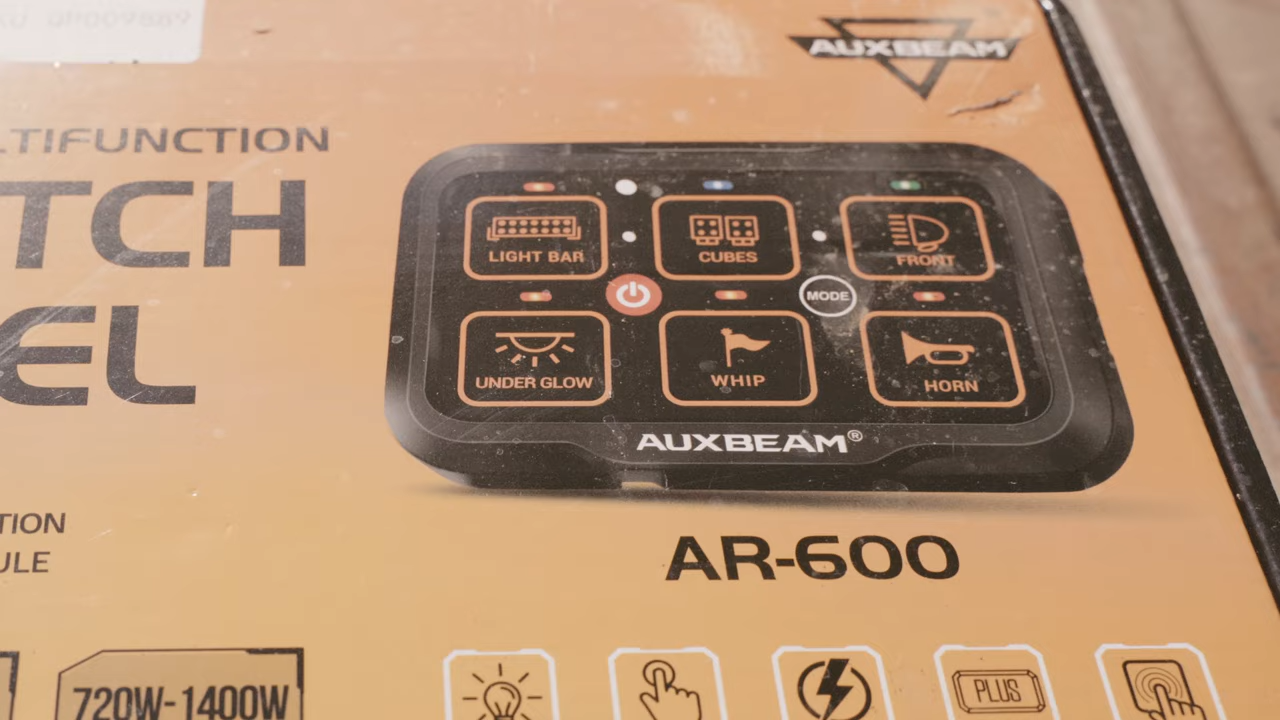 AUXBEAM
LTIFUNCTION
TCH
EL
LIGHT BAR
CUBES
FRONT
MODE
UNDER GLOW
WHIP
HORN
AUXBEAM®
AR-600
TION
ULE
720W-1400W
PLUS